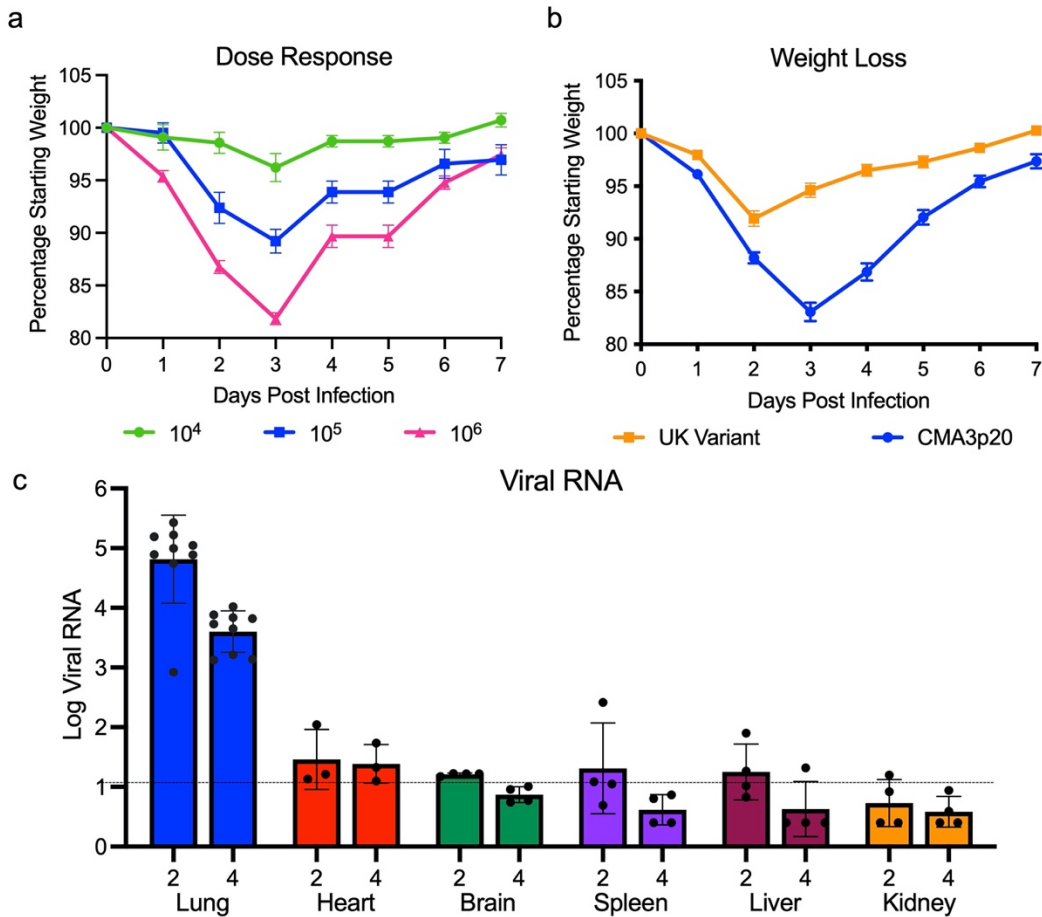 a
Dose Response
Percentage Starting Weight
105
100
95
90
85
80
0 1 2 3 4 5 6 7
Days Post Infection
10⁴ 10⁵ 10⁶
b
Weight Loss
Percentage Starting Weight
105
100
95
90
85
80
0 1 2 3 4 5 6 7
Days Post Infection
UK Variant CMA3p20
c
Viral RNA
Log Viral RNA
6
5
4
3
2
1
0
2 4 2 4 2 4 2 4 2 4 2 4
Lung Heart Brain Spleen Liver Kidney